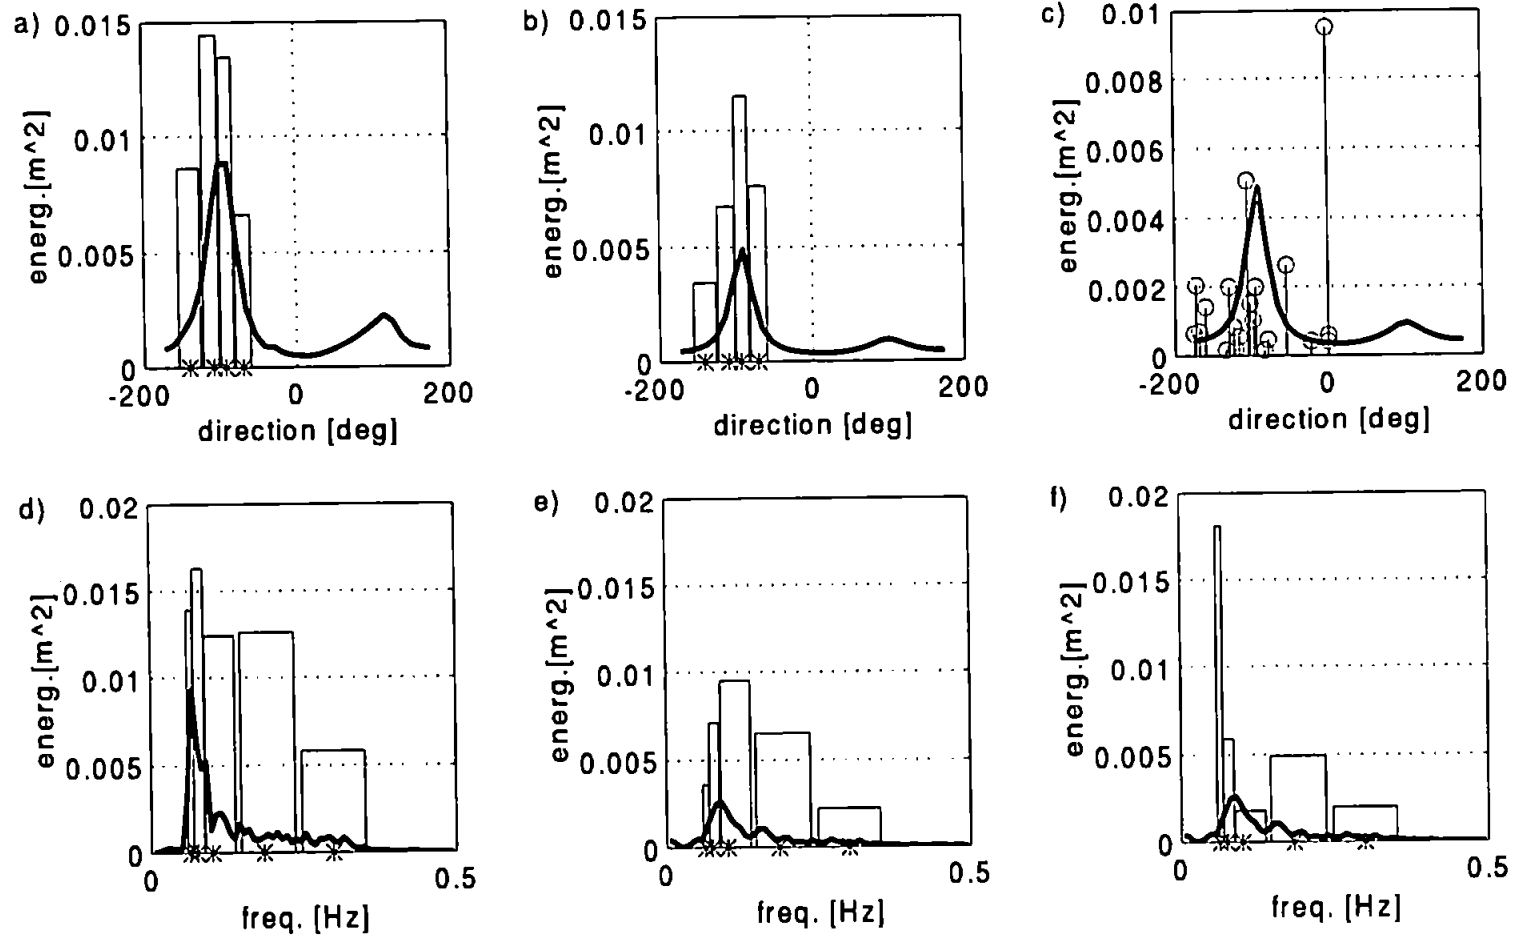 a) 0.015
0.01
0.005
0
-200 0 200
direction [deg]
energ.[m^2]
b) 0.015
0.01
0.005
0
-200 0 200
direction [deg]
energ.[m^2]
c) 0.01
0.008
0.006
0.004
0.002
0
-200 0 200
direction [deg]
energ.[m^2]
d) 0.02
0.015
0.01
0.005
0
0 0.5
freq. [Hz]
energ.[m^2]
e) 0.02
0.015
0.01
0.005
0
0 0.5
freq. [Hz]
energ.[m^2]
f) 0.02
0.015
0.01
0.005
0
0 0.5
freq. [Hz]
energ.[m^2]